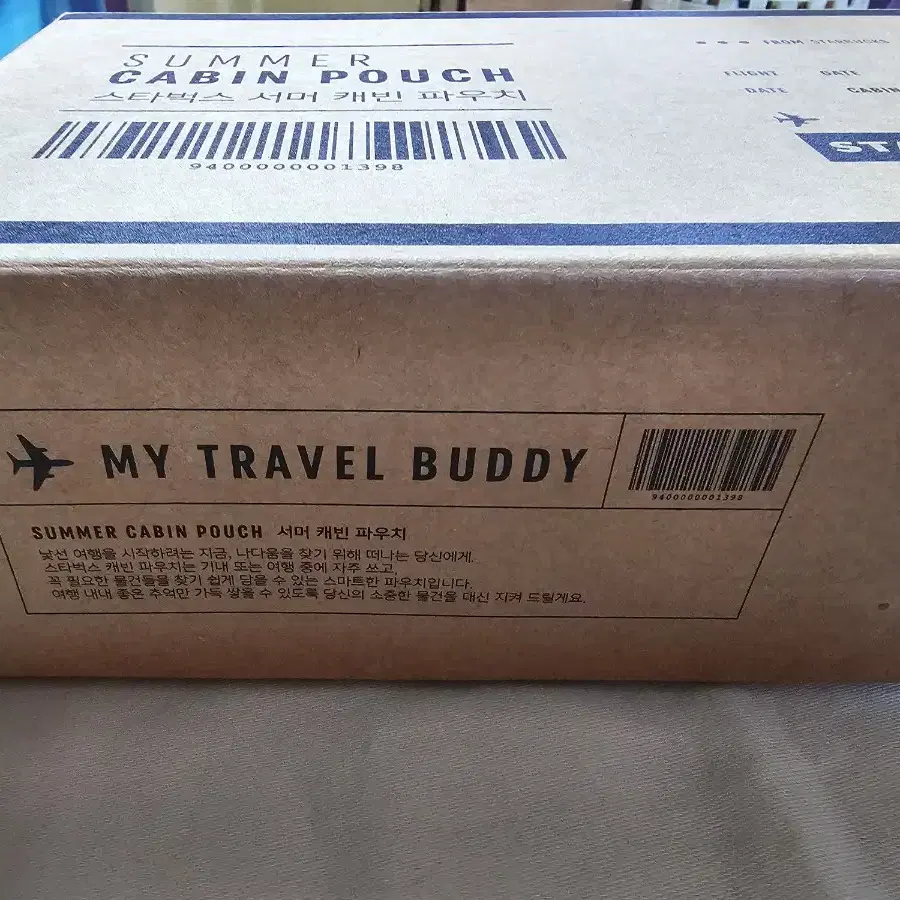 SUMMER
CABIN POUCH
스타벅스 서머 캐빈 파우치
9400000001398
FROM STARBUCKS
FLIGHT GATE
DATE
MY TRAVEL BUDDY
9400000001398
SUMMER CABIN POUCH 서머 캐빈 파우치
낯선 여행을 시작하려는 지금, 나다움을 찾기 위해 떠나는 당신에게.
스타벅스 캐빈 파우치는 기내 또는 여행 중에 자주 쓰고,
꼭 필요한 물건들을 찾기 쉽게 담을 수 있는 스마트한 파우치입니다.
여행 내내 좋은 추억만 가득 쌓을 수 있도록 당신의 소중한 물건을 대신 지켜 드릴게요.